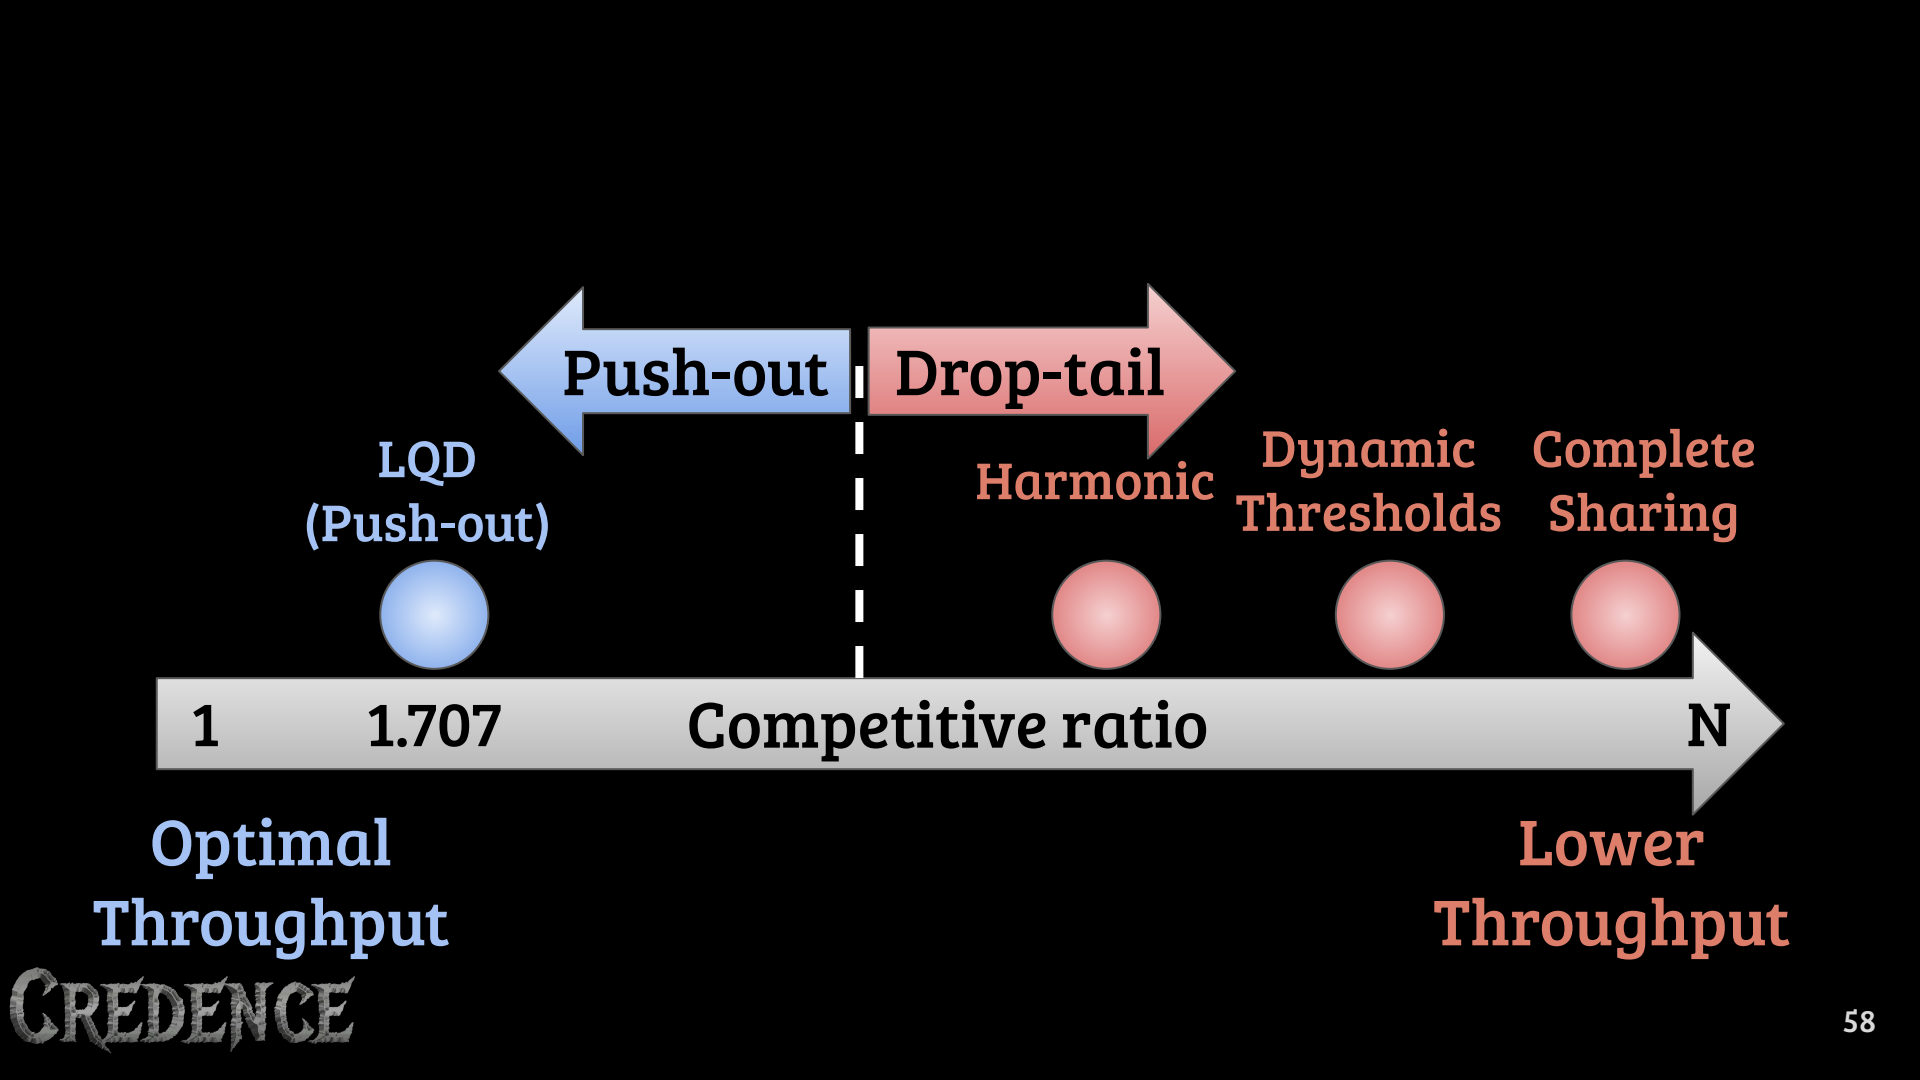 Push-out
Drop-tail
LQD
(Push-out)
Harmonic
Dynamic
Thresholds
Complete
Sharing
1
1.707
Competitive ratio
N
Optimal
Throughput
Lower
Throughput
CREDENCE
58